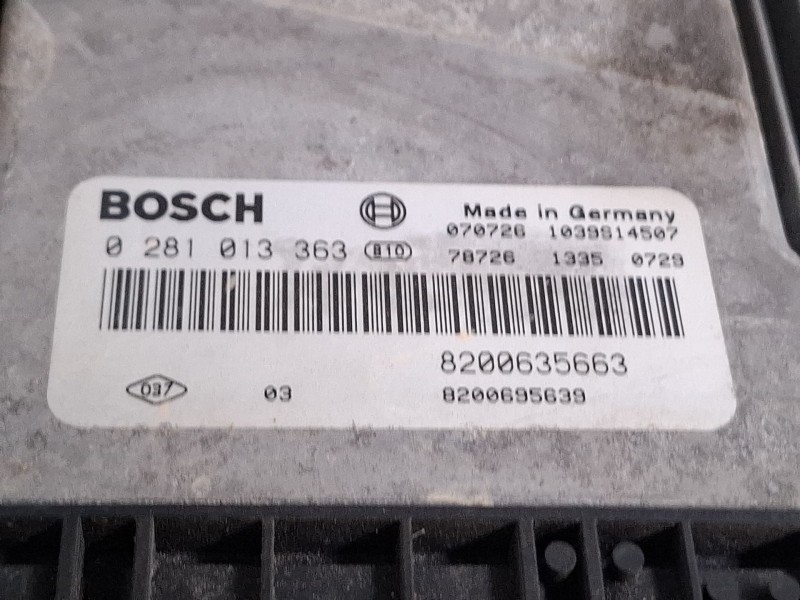 BOSCH
Made in Germany
070726 1039S14507
0 281 013 363 B10
78726 1335 0729
8200635663
037 03
8200695639